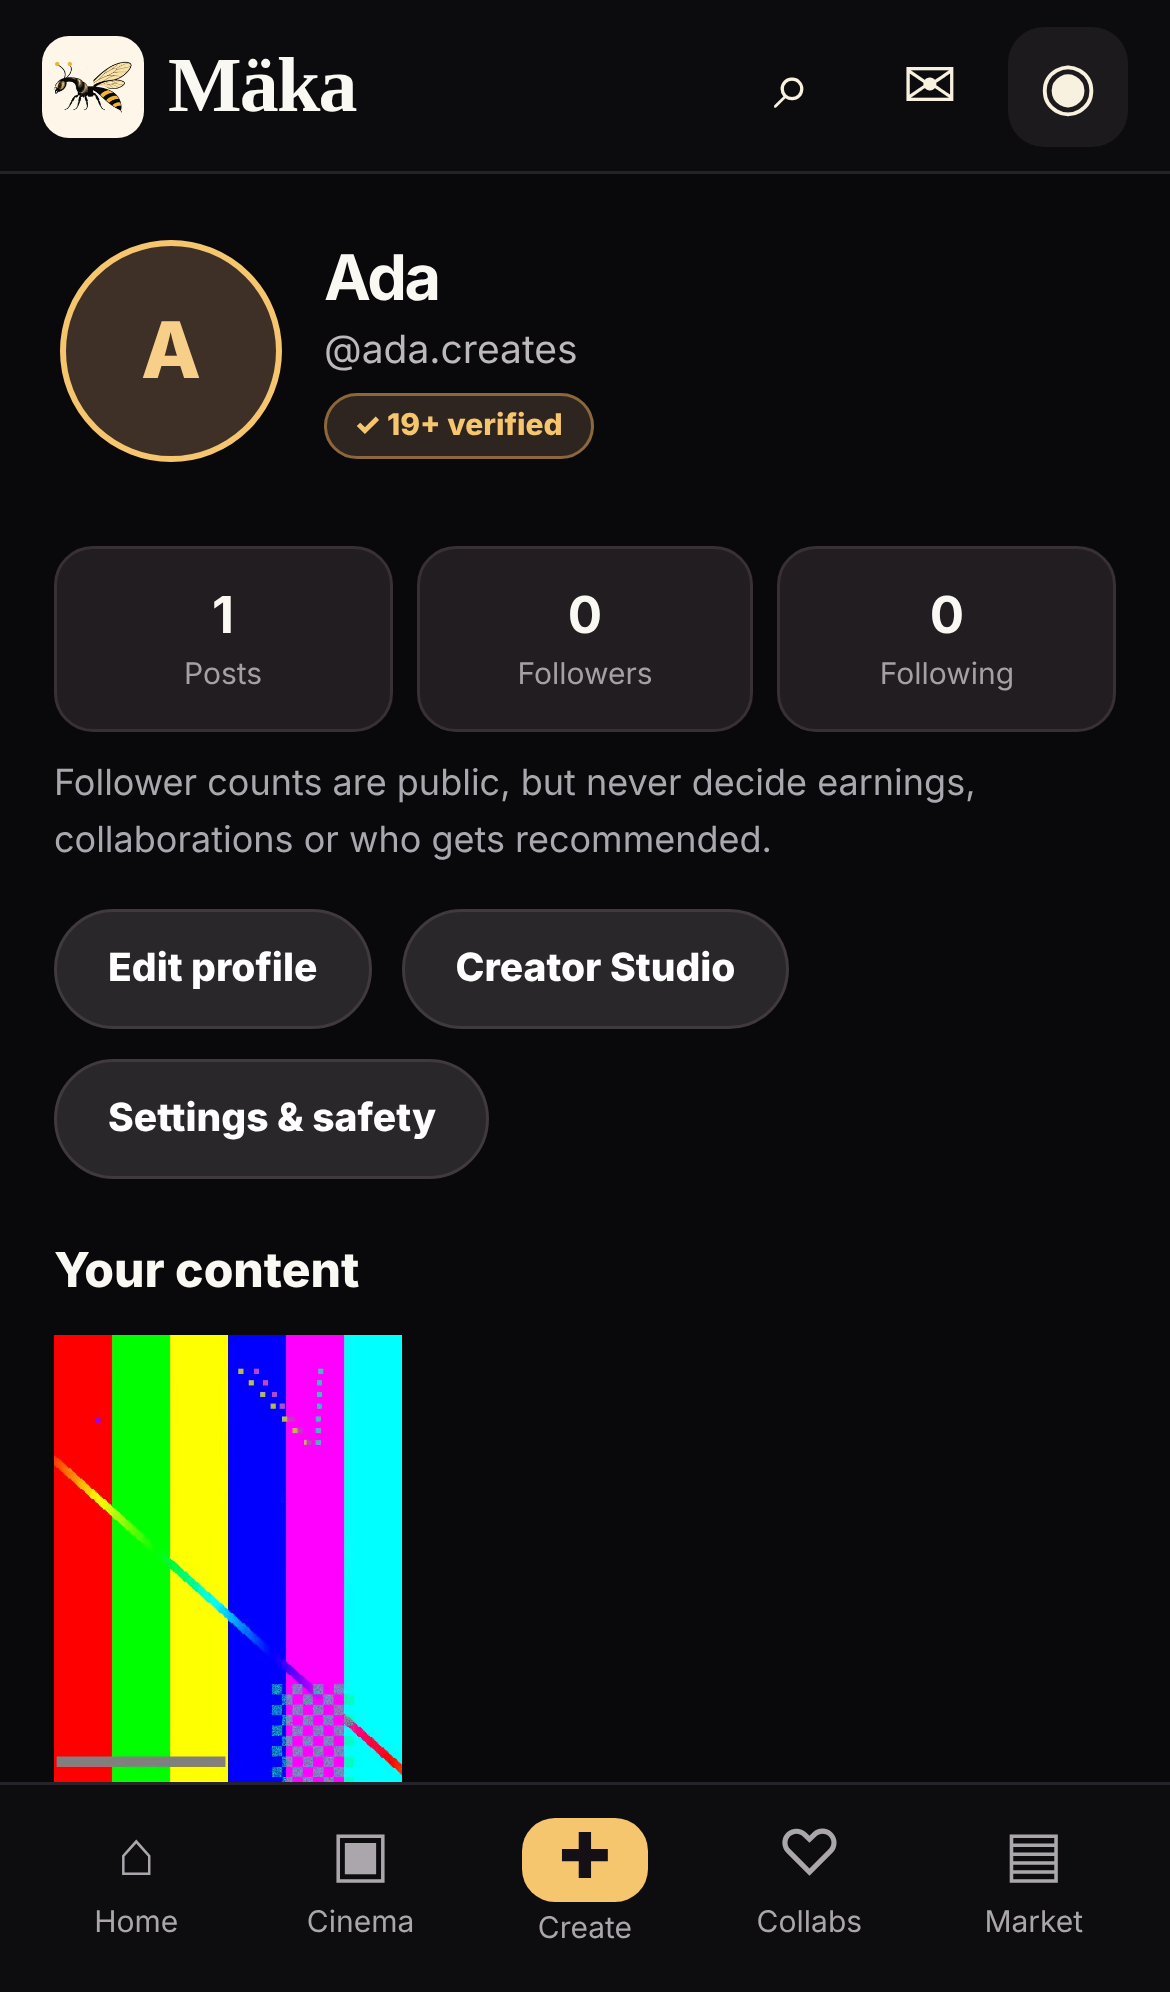 Mäka
Ada
A
@ada.creates
✓ 19+ verified
1
Posts
0
Followers
0
Following
Follower counts are public, but never decide earnings,
collaborations or who gets recommended.
Edit profile
Creator Studio
Settings & safety
Your content
Home
Cinema
Create
Collabs
Market